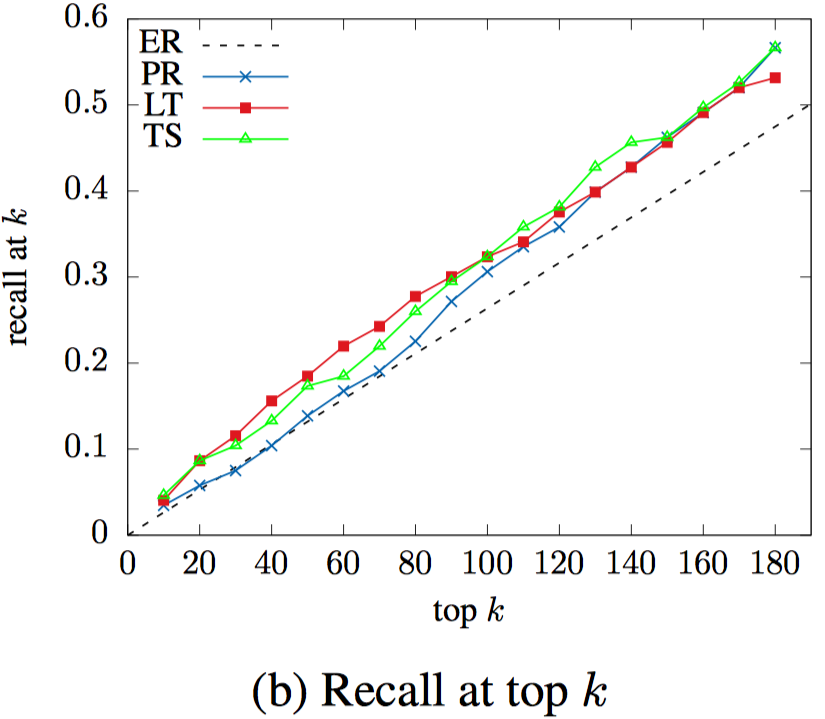 0.6
0.5
0.4
0.3
0.2
0.1
0
ER
PR
LT
TS
recall at k
0 20 40 60 80 100 120 140 160 180
top k
(b) Recall at top k